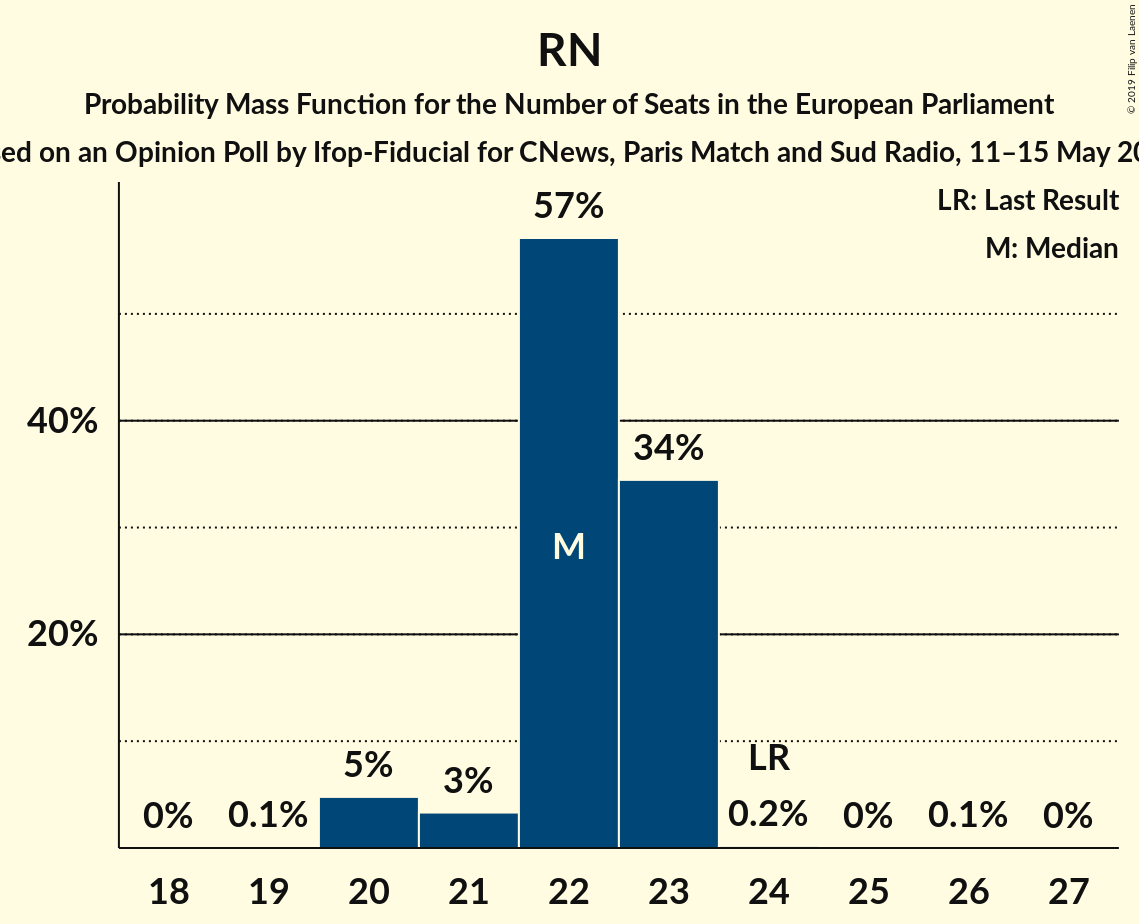 RN
Probability Mass Function for the Number of Seats in the European Parliament
on an Opinion Poll by Ifop-Fiducial for CNews, Paris Match and Sud Radio, 11–15 May
© 2019 Filip van Laenen
LR: Last Result
M: Median
57%
40%
34%
M
20%
LR
5%
3%
0%
0.1%
0.2%
0%
0.1%
0%
18 19 20 21 22 23 24 25 26 27